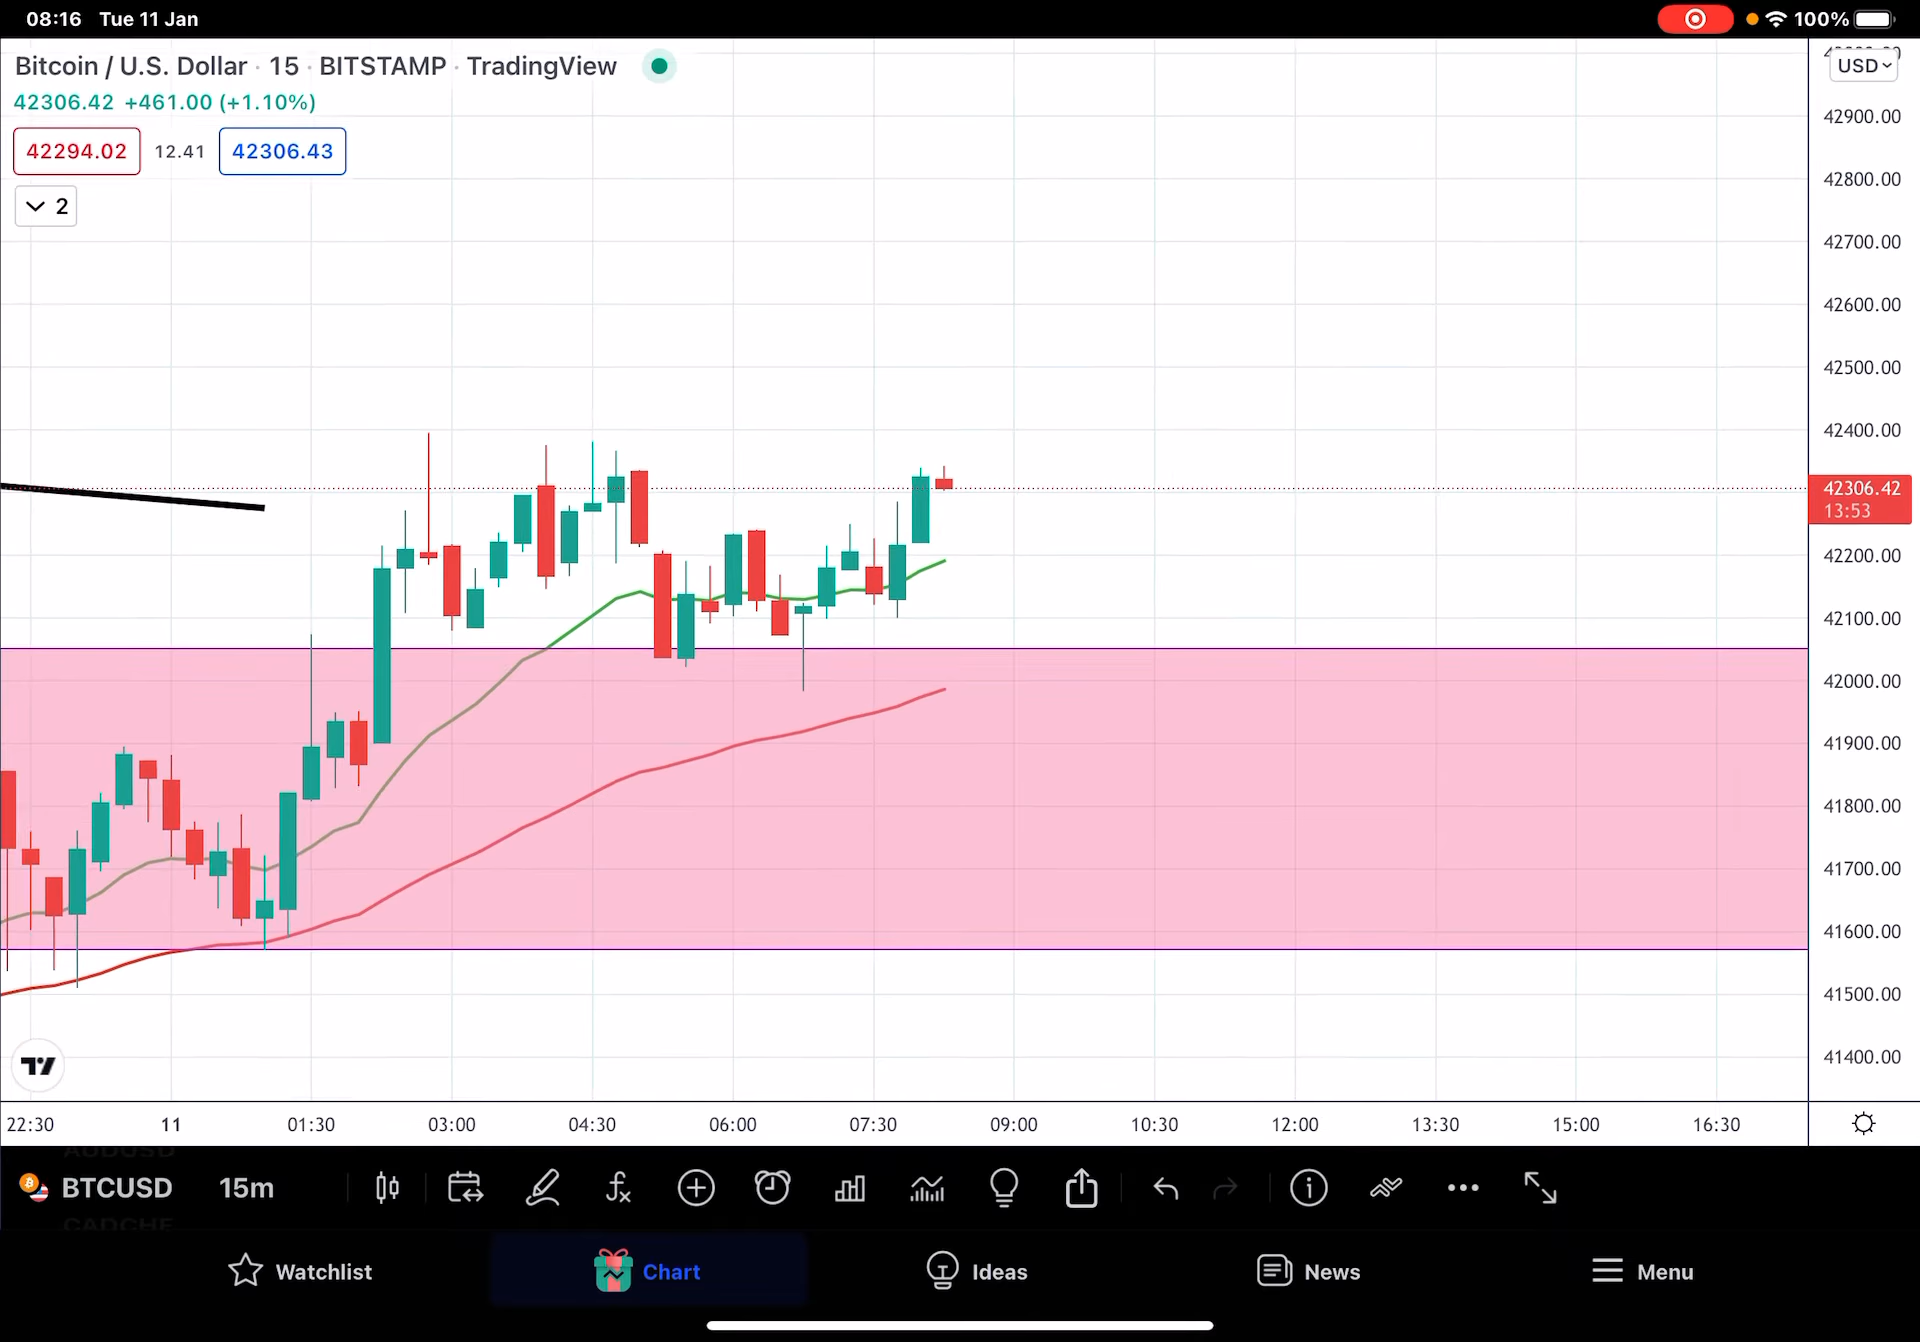 08:16 Tue 11 Jan
100%
Bitcoin / U.S. Dollar · 15 · BITSTAMP · TradingView
USD
42306.42 +461.00 (+1.10%)
42294.02 12.41 42306.43
2
42900.00
42800.00
42700.00
42600.00
42500.00
42400.00
42306.42
13:53
42200.00
42100.00
42000.00
41900.00
41800.00
41700.00
41600.00
41500.00
41400.00
22:30 11 01:30 03:00 04:30 06:00 07:30 09:00 10:30 12:00 13:30 15:00 16:30
BTCUSD 15m
Watchlist Chart Ideas News Menu